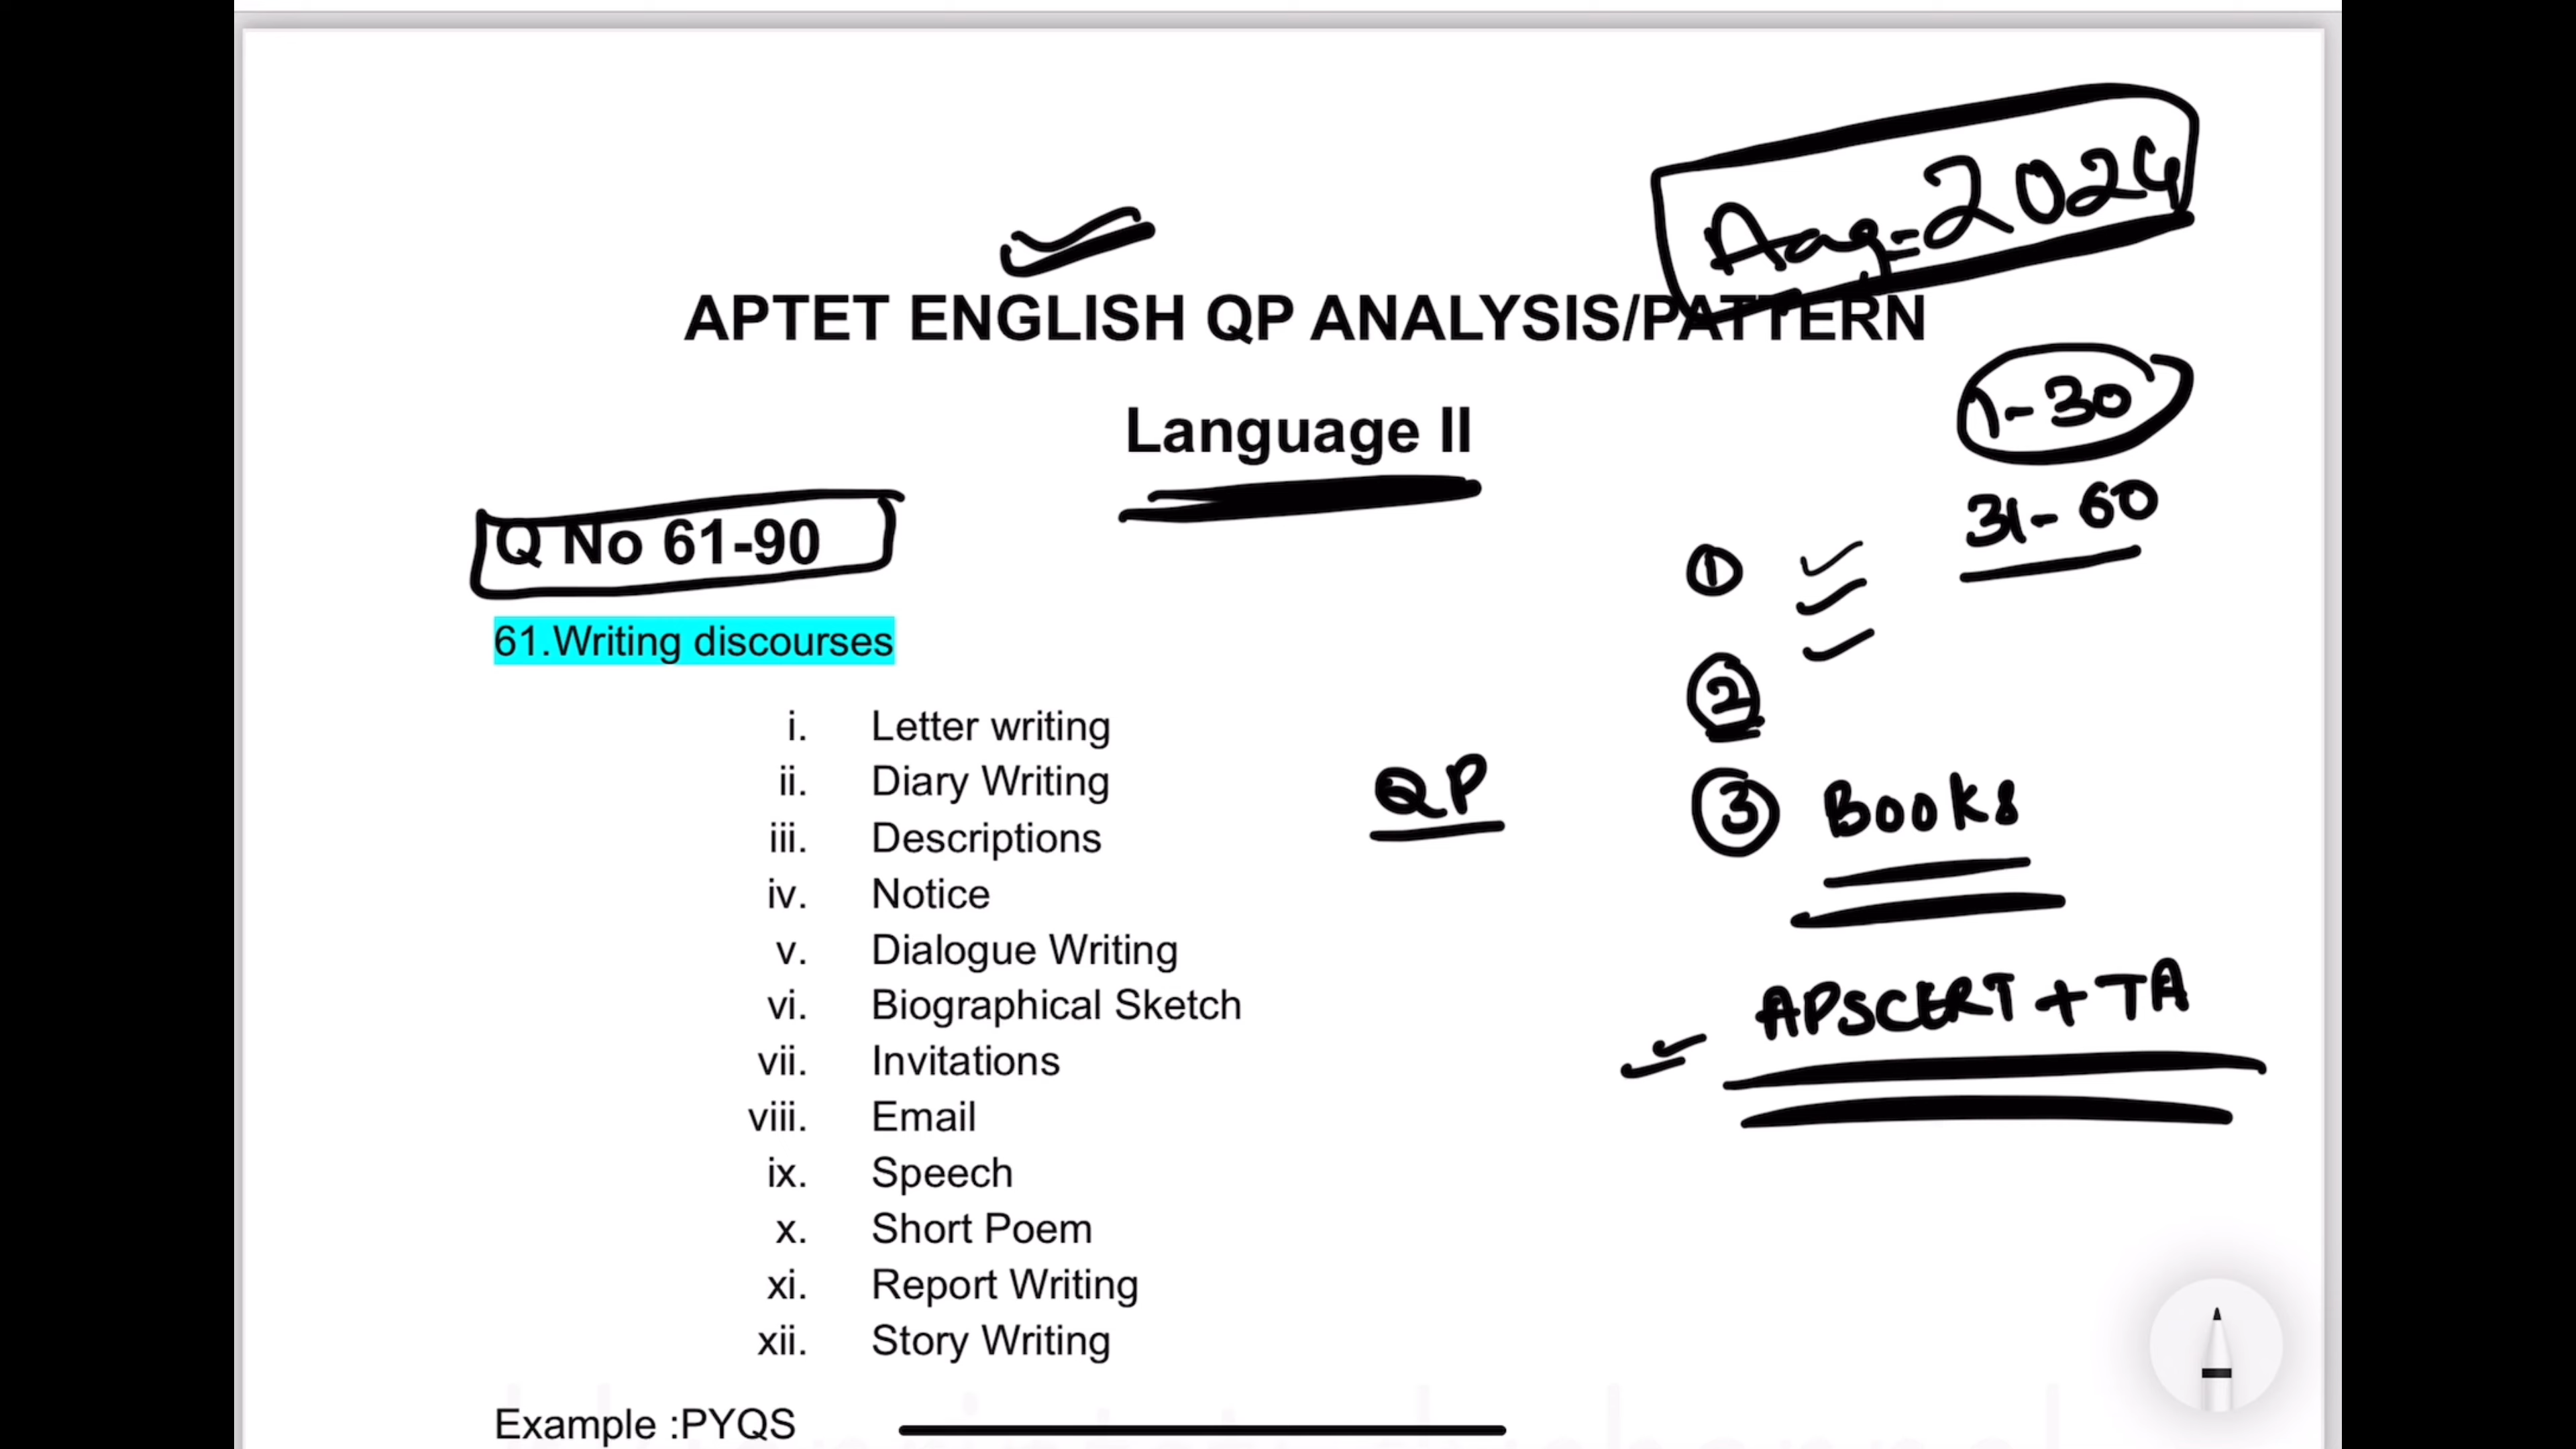 Aag=2024
APTET ENGLISH QP ANALYSIS/PATTERN
Language II
1-30
31-60
Q No 61-90
1
61.Writing discourses
2
i. Letter writing
ii. Diary Writing
QP
3 Books
iii. Descriptions
iv. Notice
v. Dialogue Writing
APSCERT + TA
vi. Biographical Sketch
vii. Invitations
viii. Email
ix. Speech
x. Short Poem
xi. Report Writing
xii. Story Writing
Example :PYQS